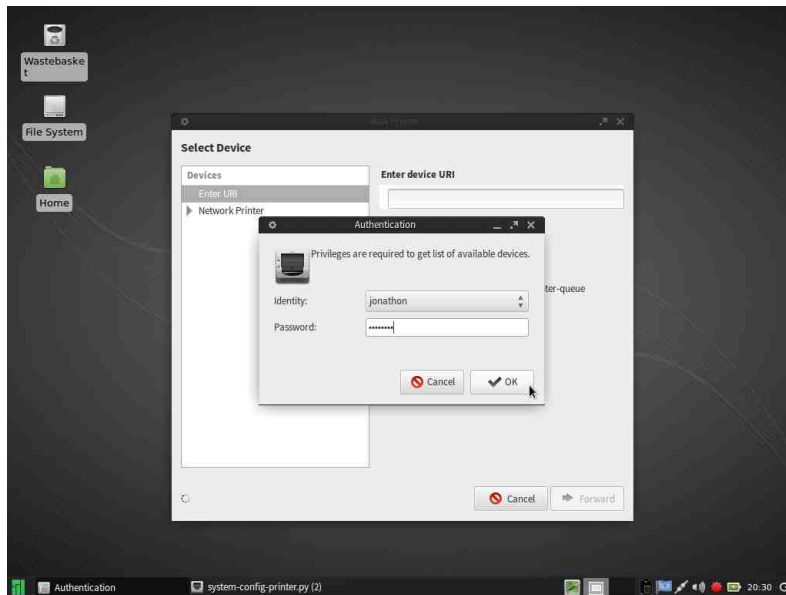 Wastebaske
t
File System
Home
New Printer
Select Device
Devices
Enter URI
Network Printer
Enter device URI
Authentication
Privileges are required to get list of available devices.
ter-queue
Identity:
jonathon
Password:
Cancel
OK
Cancel
Forward
Authentication
system-config-printer.py (2)
20:30